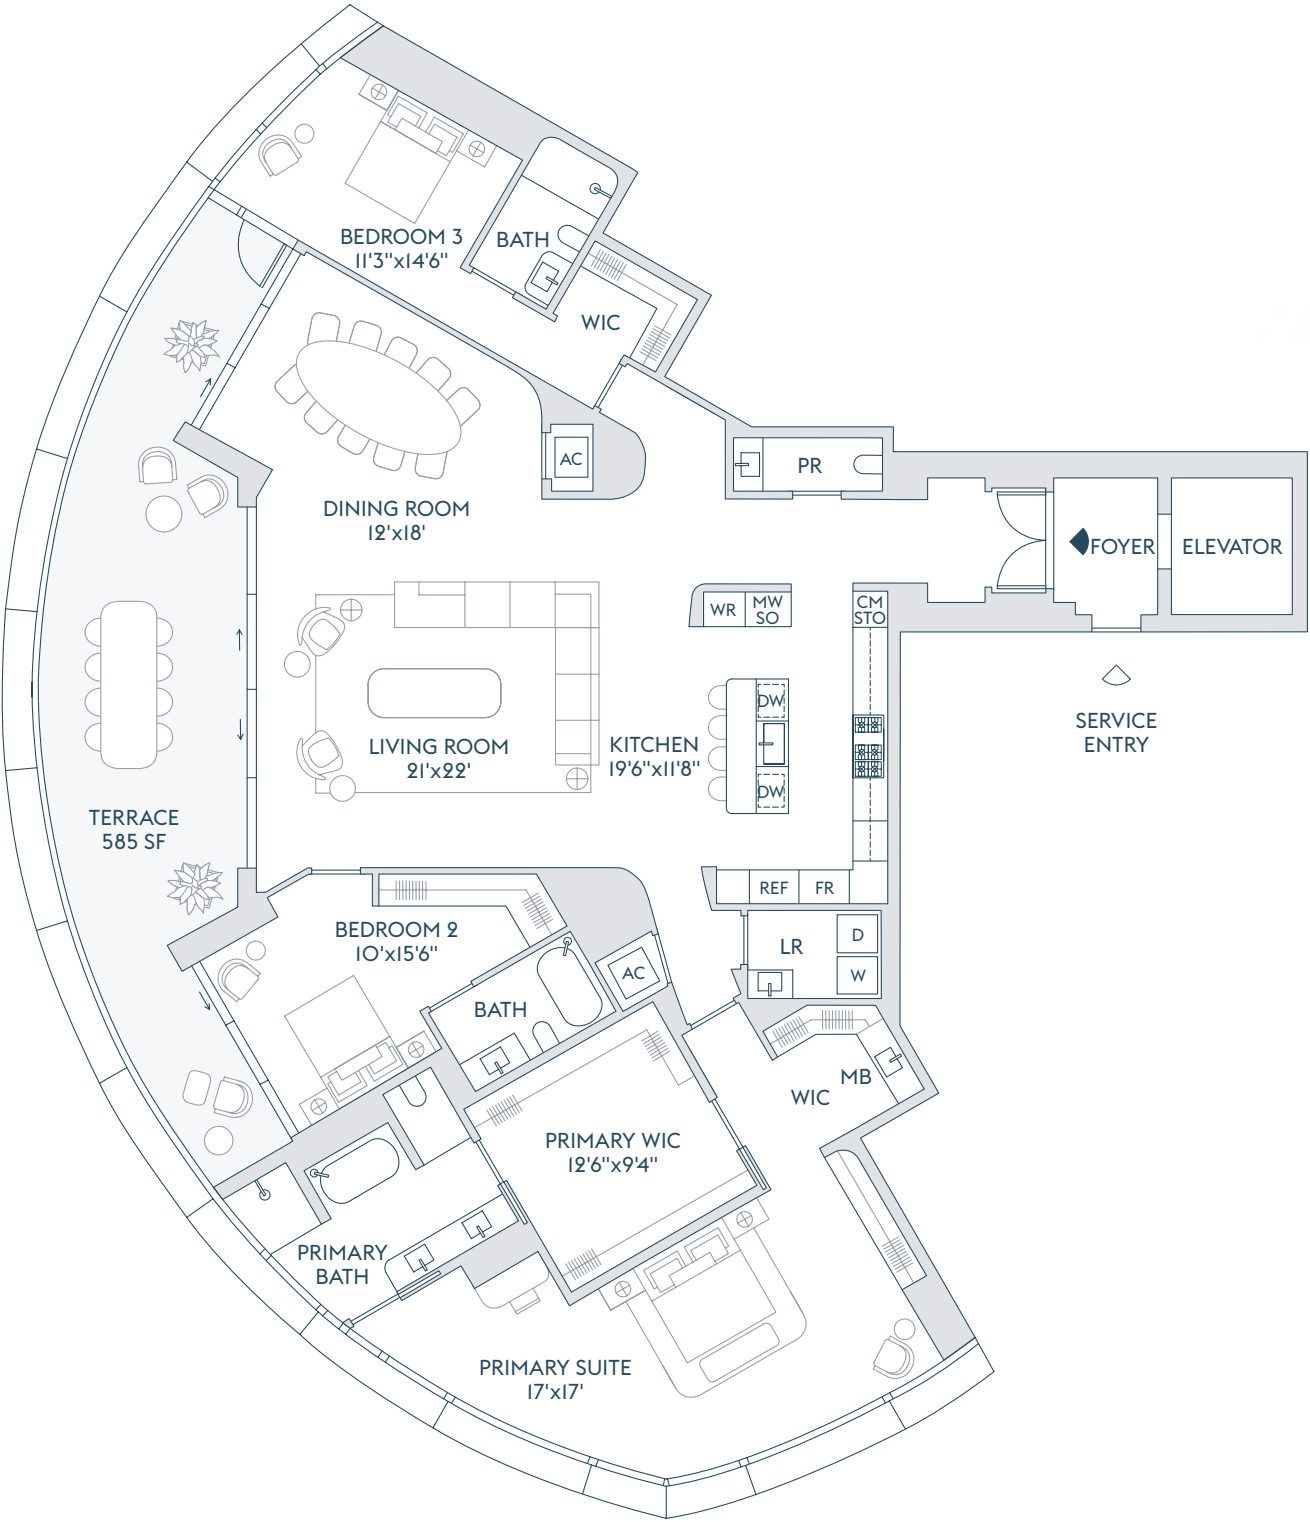 BEDROOM 3
11'3"x14'6"
BATH
WIC
AC
PR
DINING ROOM
12'x18'
FOYER
ELEVATOR
WR
MW
SO
CM
STO
DW
LIVING ROOM
21'x22'
KITCHEN
19'6"x11'8"
DW
SERVICE
ENTRY
TERRACE
585 SF
REF
FR
BEDROOM 2
10'x15'6"
LR
D
W
AC
BATH
MB
WIC
PRIMARY WIC
12'6"x9'4"
PRIMARY
BATH
PRIMARY SUITE
17'x17'